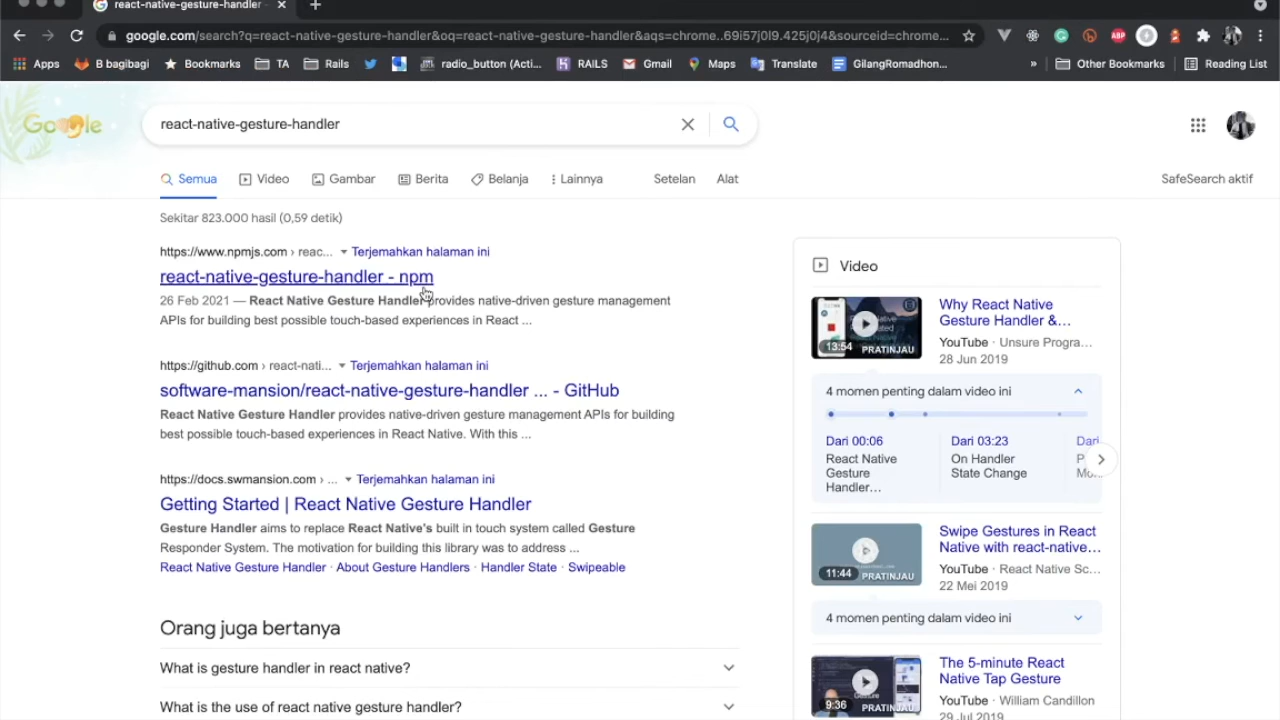 react-native-gesture-handler
google.com/search?q=react-native-gesture-handler&oq=react-native-gesture-handler&aqs=chrome..69i57j0l9.425j0j4&sourceid=chrome...
Apps
B bagibagi
Bookmarks
TA
Rails
radio_button (Acti...
RAILS
Gmail
Maps
Translate
GilangRomadhon...
»
Other Bookmarks
Reading List
Google
react-native-gesture-handler
Semua
Video
Gambar
Berita
Belanja
Lainnya
Setelan
Alat
SafeSearch aktif
Sekitar 823.000 hasil (0,59 detik)
https://www.npmjs.com › reac... Terjemahkan halaman ini
react-native-gesture-handler - npm
26 Feb 2021 — React Native Gesture Handler provides native-driven gesture management
APIs for building best possible touch-based experiences in React ...
https://github.com › react-nati... Terjemahkan halaman ini
software-mansion/react-native-gesture-handler ... - GitHub
React Native Gesture Handler provides native-driven gesture management APIs for building
best possible touch-based experiences in React Native. With this ...
https://docs.swmansion.com › ... Terjemahkan halaman ini
Getting Started | React Native Gesture Handler
Gesture Handler aims to replace React Native's built in touch system called Gesture
Responder System. The motivation for building this library was to address ...
React Native Gesture Handler · About Gesture Handlers · Handler State · Swipeable
Orang juga bertanya
What is gesture handler in react native?
What is the use of react native gesture handler?
Video
13:54
PRATINJAU
Why React Native
Gesture Handler &...
YouTube · Unsure Progra...
28 Jun 2019
4 momen penting dalam video ini
Dari 00:06
React Native
Gesture
Handler...
Dari 03:23
On Handler
State Change
Dari
11:44
PRATINJAU
Swipe Gestures in React
Native with react-native...
YouTube · React Native Sc...
22 Mei 2019
4 momen penting dalam video ini
9:36
PRATINJAU
The 5-minute React
Native Tap Gesture
YouTube · William Candillon
29 Jul 2019